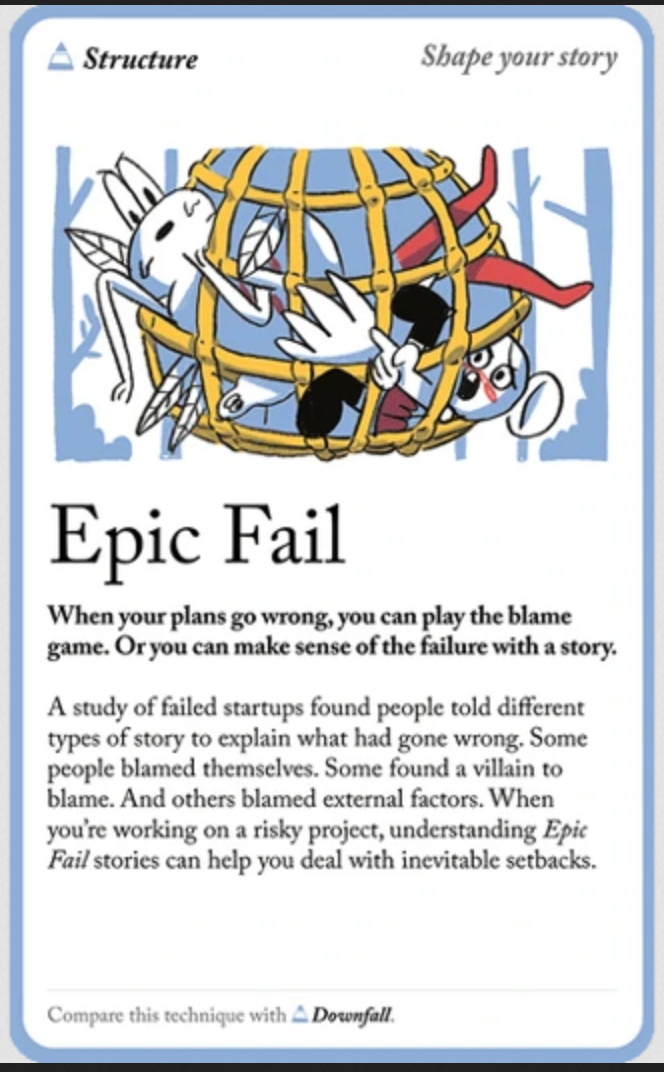 Structure
Shape your story
Epic Fail
When your plans go wrong, you can play the blame
game. Or you can make sense of the failure with a story.
A study of failed startups found people told different
types of story to explain what had gone wrong. Some
people blamed themselves. Some found a villain to
blame. And others blamed external factors. When
you're working on a risky project, understanding Epic
Fail stories can help you deal with inevitable setbacks.
Compare this technique with Downfall.